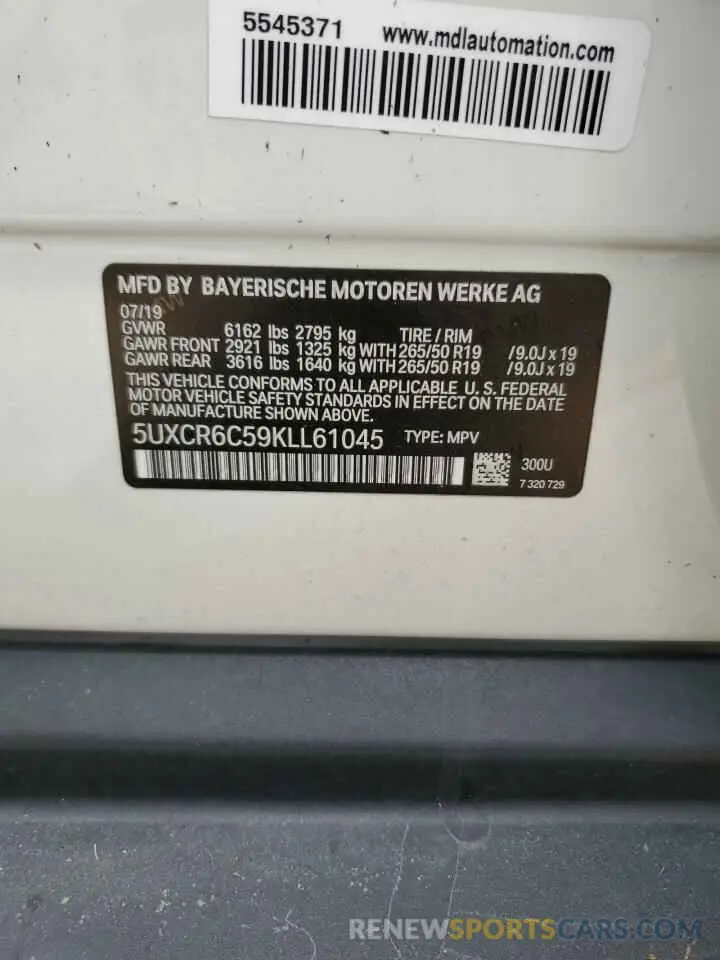 5545371 www.mdlautomation.com
MFD BY BAYERISCHE MOTOREN WERKE AG
07/19
GVWR 6162 lbs 2795 kg TIRE / RIM
GAWR FRONT 2921 lbs 1325 kg WITH 265/50 R19 /9.0J x 19
GAWR REAR 3616 lbs 1640 kg WITH 265/50 R19 /9.0J x 19
THIS VEHICLE CONFORMS TO ALL APPLICABLE U. S. FEDERAL
MOTOR VEHICLE SAFETY STANDARDS IN EFFECT ON THE DATE
OF MANUFACTURE SHOWN ABOVE.
5UXCR6C59KLL61045 TYPE: MPV
300U
7 320 729
RENEWSPORTSCARS.COM